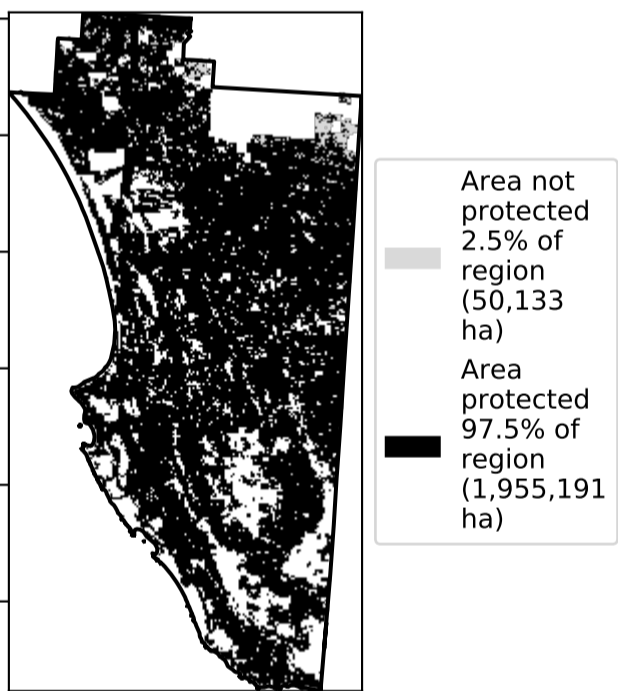 Area not
protected
2.5% of
region
(50,133
ha)
Area
protected
97.5% of
region
(1,955,191
ha)